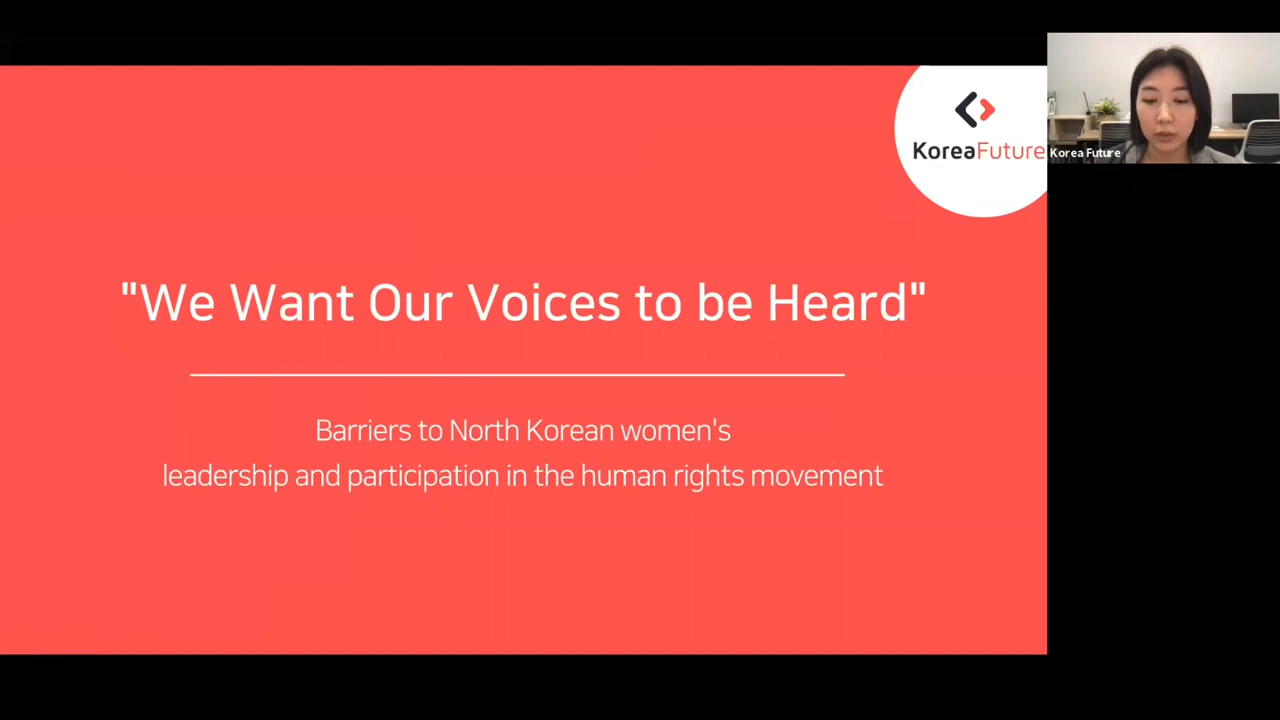 KoreaFuture
Korea Future
"We Want Our Voices to be Heard"
Barriers to North Korean women's
leadership and participation in the human rights movement